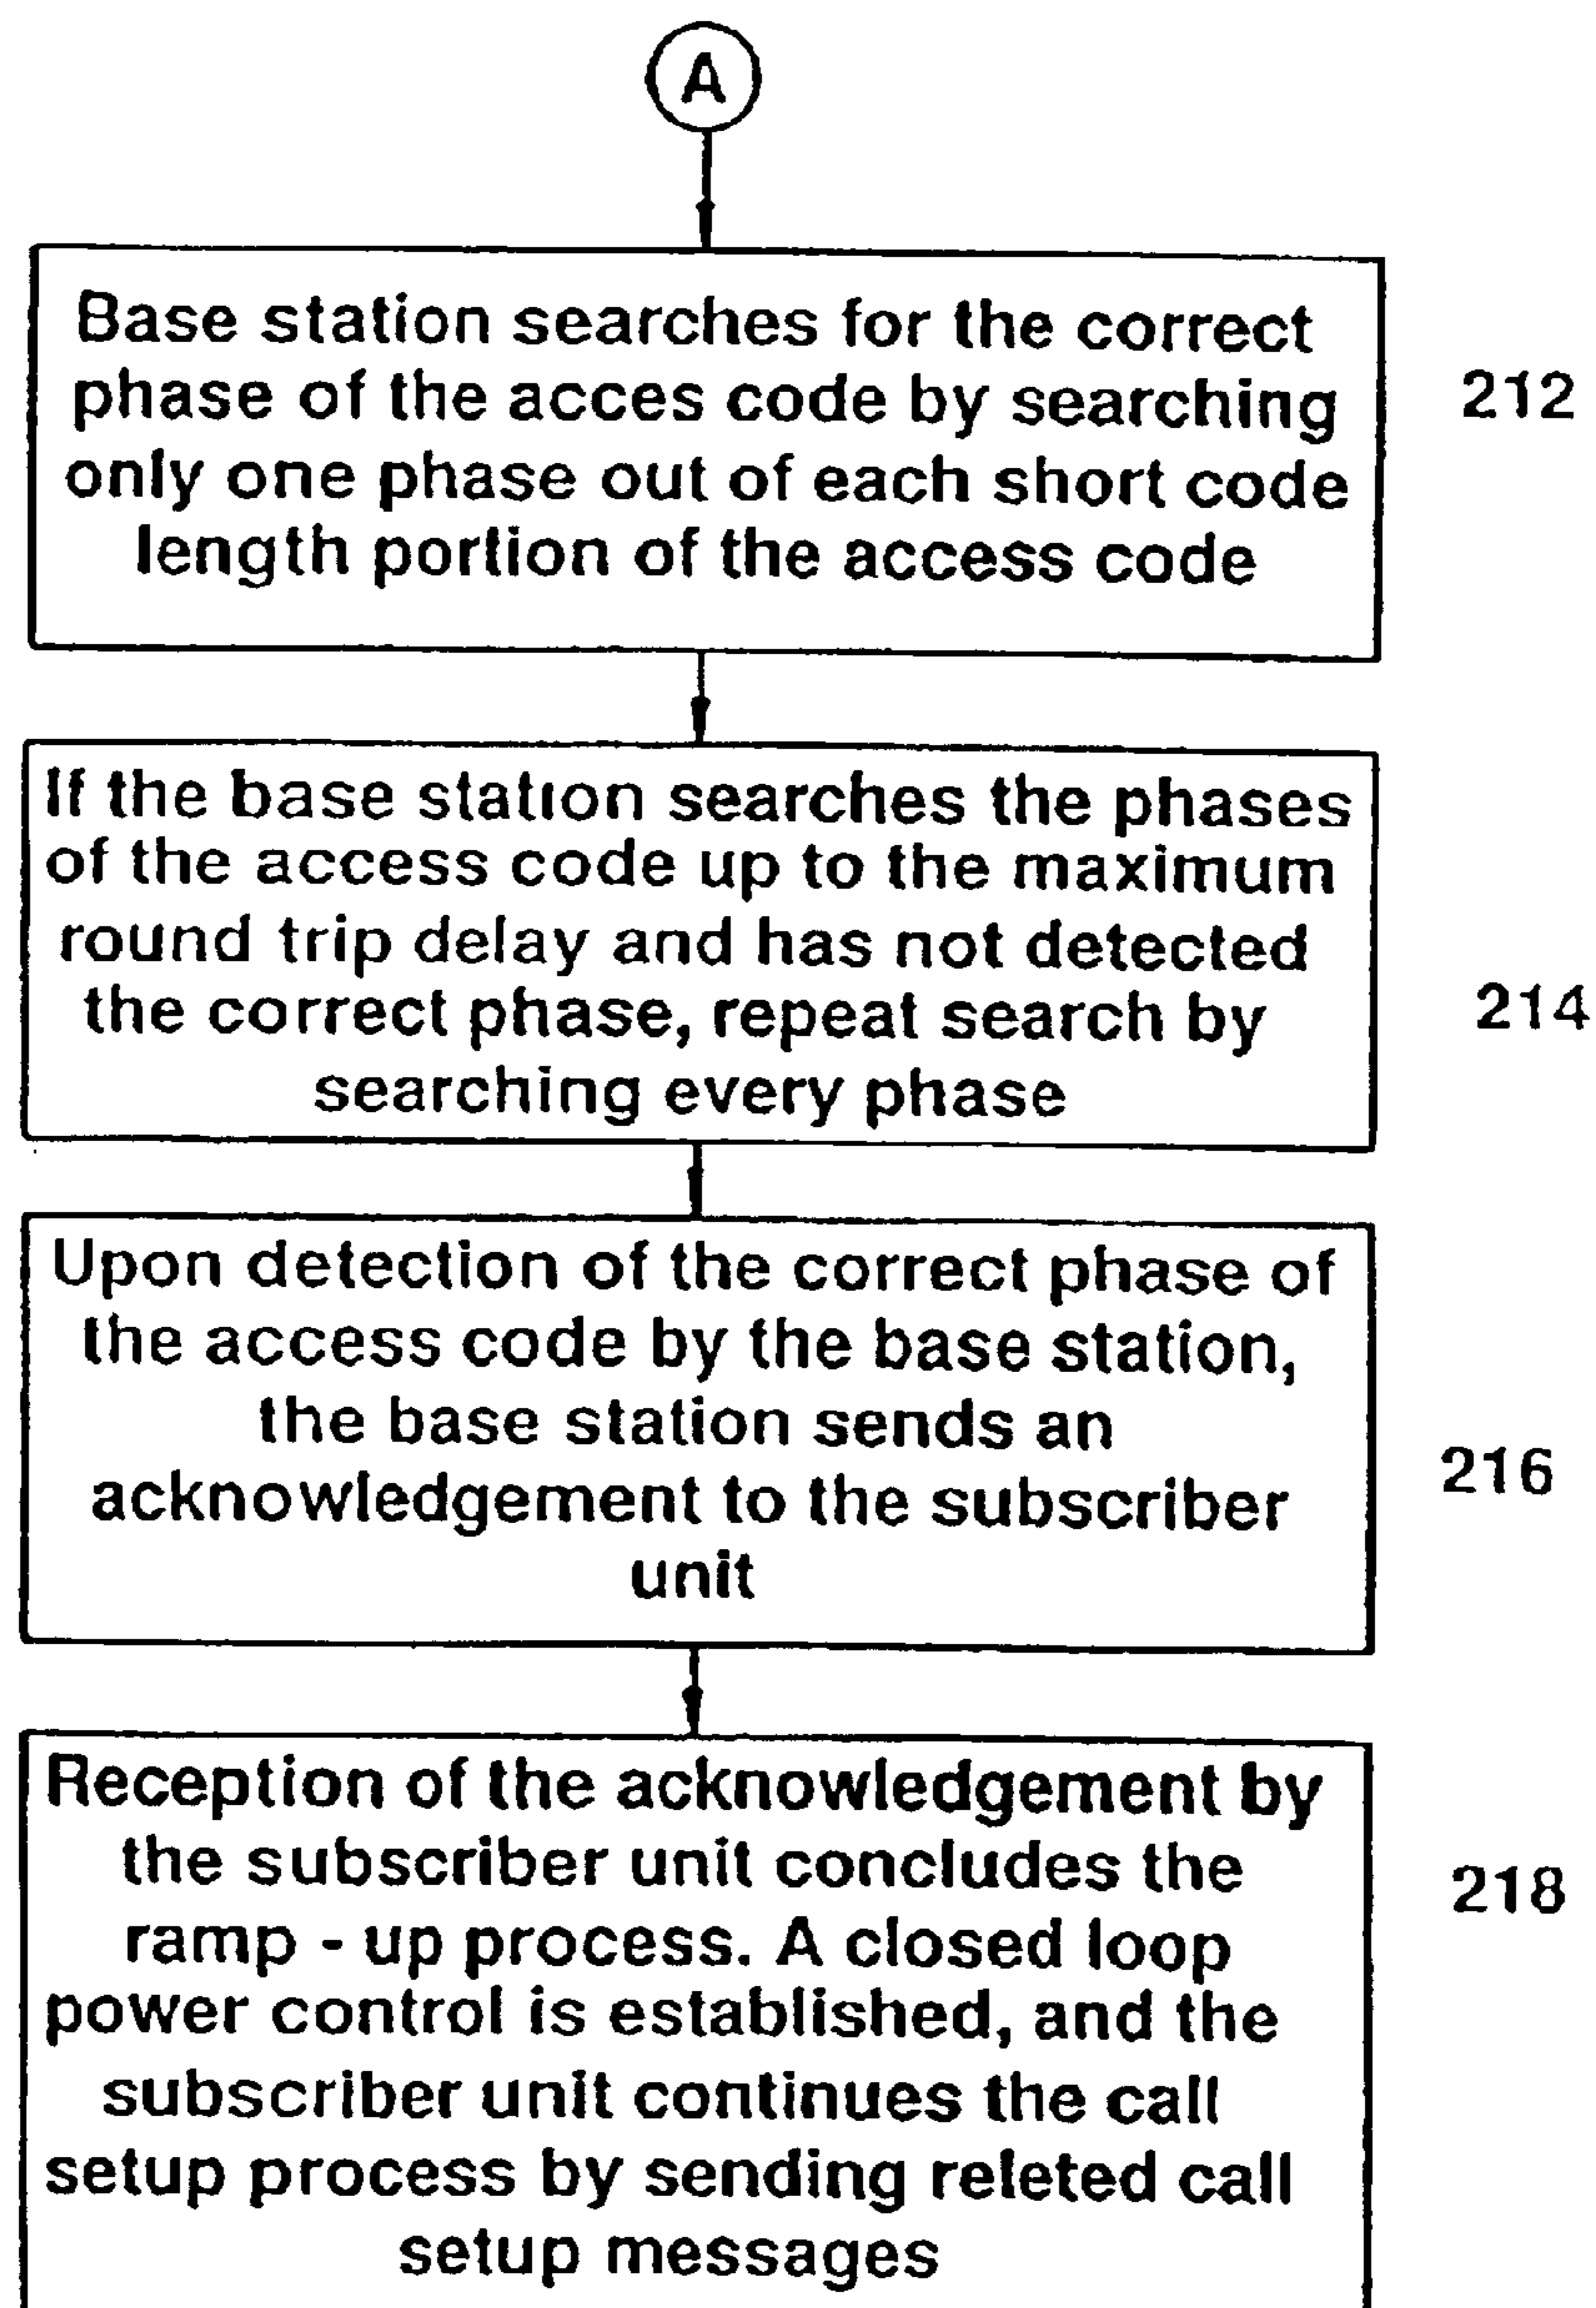 A
Base station searches for the correct
phase of the acces code by searching
only one phase out of each short code
length portion of the access code
212
If the base station searches the phases
of the access code up to the maximum
round trip delay and has not detected
the correct phase, repeat search by
searching every phase
214
Upon detection of the correct phase of
the access code by the base station,
the base station sends an
acknowledgement to the subscriber
unit
216
Reception of the acknowledgement by
the subscriber unit concludes the
ramp - up process. A closed loop
power control is established, and the
subscriber unit continues the call
setup process by sending releted call
setup messages
218